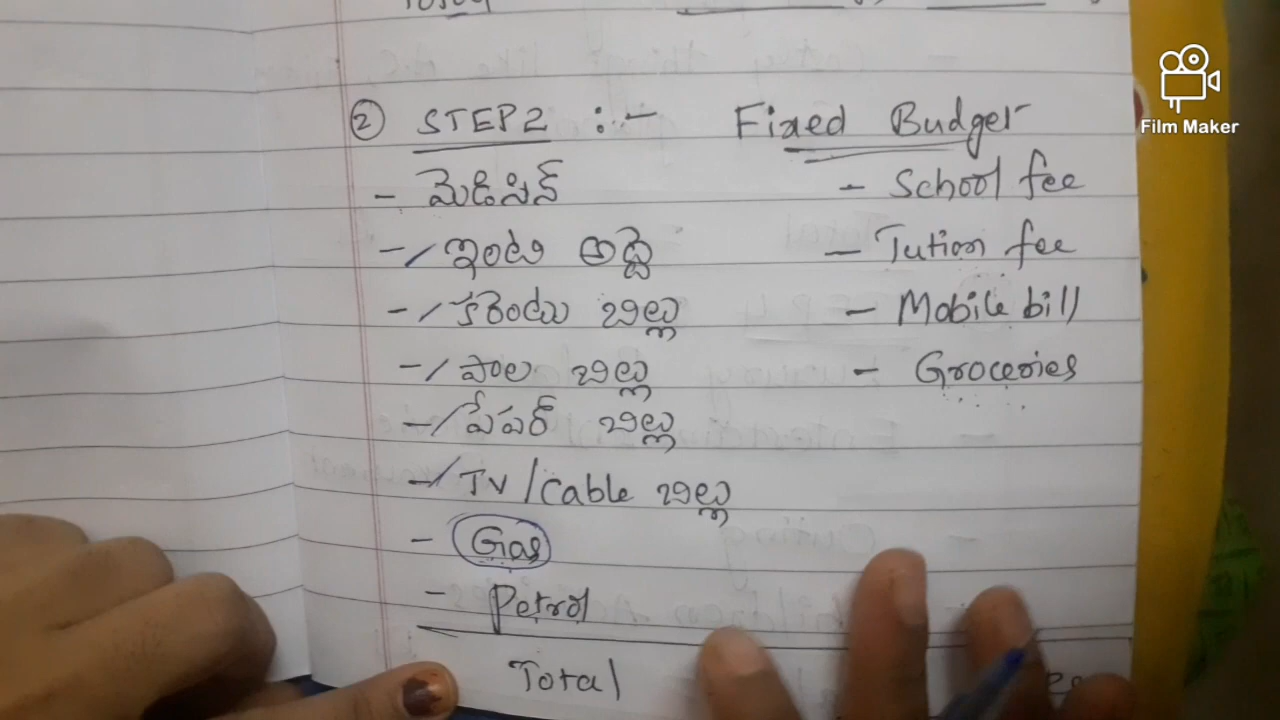 ② STEP 2 :- Fixed Budget
- మెడిసిన్ - School fee
- ఇంటి అద్దె - Tution fee
- కరెంటు బిల్లు - Mobile bill
- పాల బిల్లు - Groceries
- పేపర్ బిల్లు
- TV/Cable బిల్లు
- Gas
- Petrol
Total
Film Maker